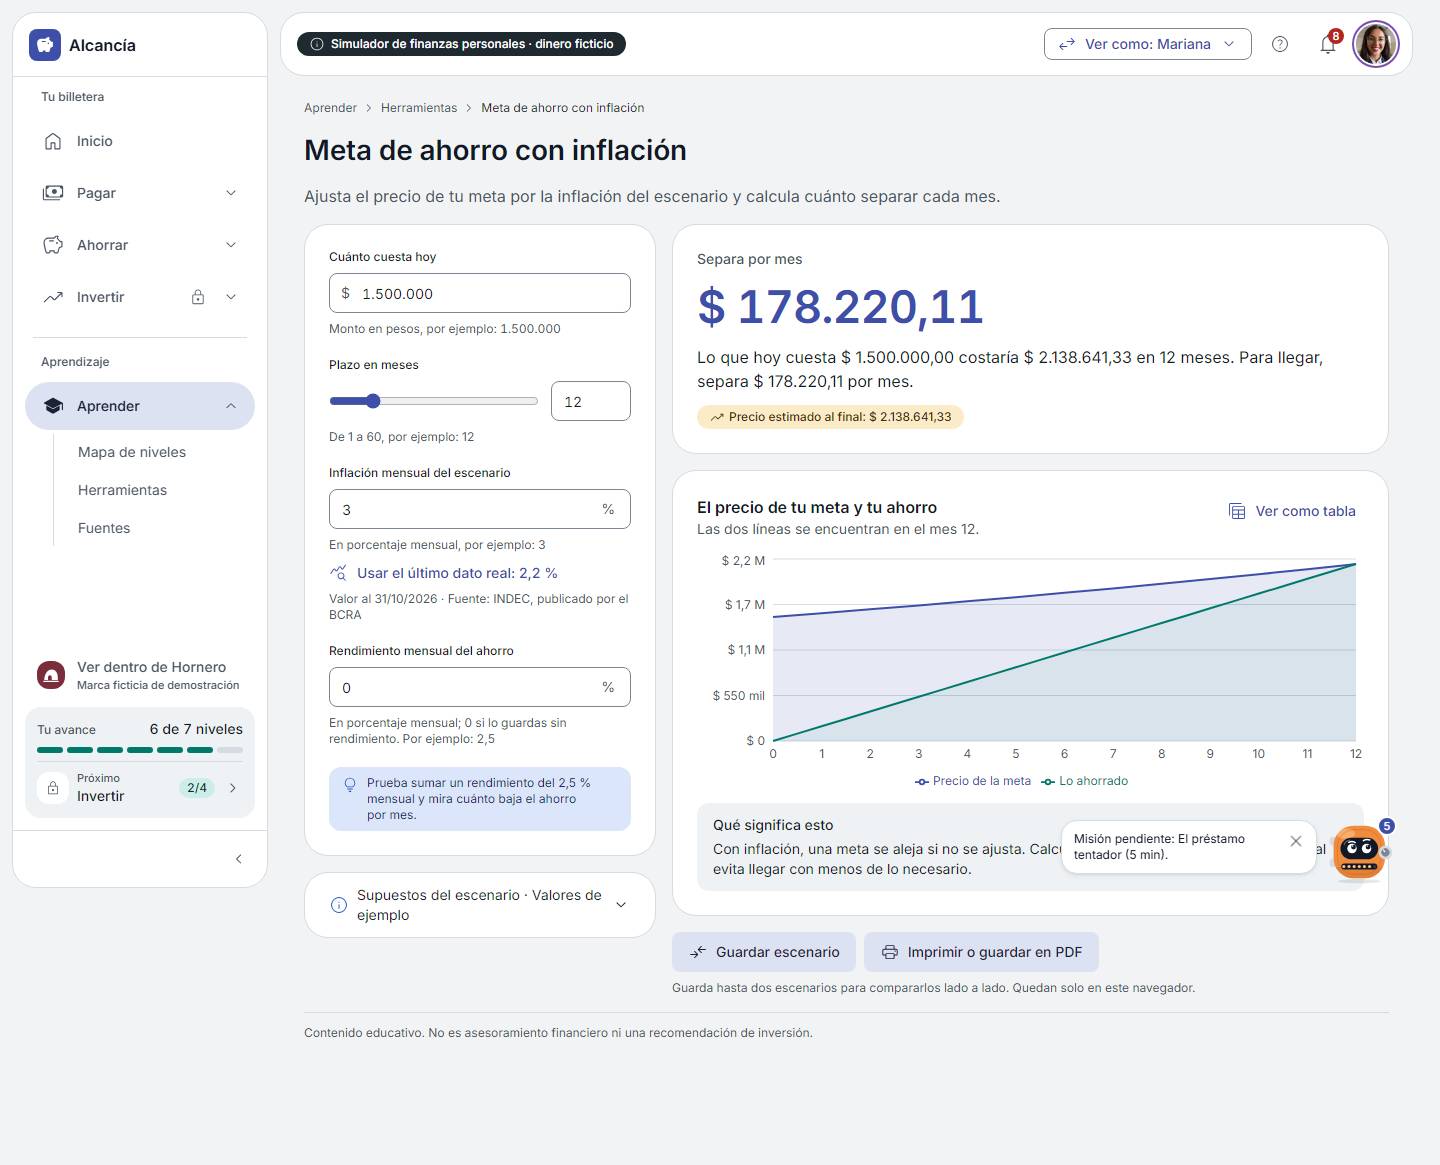 Alcancía
Simulador de finanzas personales · dinero ficticio
Ver como: Mariana
8
Tu billetera
Inicio
Pagar
Ahorrar
Invertir
Aprendizaje
Aprender
Mapa de niveles
Herramientas
Fuentes
Ver dentro de Hornero
Marca ficticia de demostración
Tu avance
6 de 7 niveles
Próximo
Invertir
2/4
Aprender
Herramientas
Meta de ahorro con inflación
Meta de ahorro con inflación
Ajusta el precio de tu meta por la inflación del escenario y calcula cuánto separar cada mes.
Cuánto cuesta hoy
$ 1.500.000
Monto en pesos, por ejemplo: 1.500.000
Plazo en meses
12
De 1 a 60, por ejemplo: 12
Inflación mensual del escenario
3 %
En porcentaje mensual, por ejemplo: 3
Usar el último dato real: 2,2 %
Valor al 31/10/2026 · Fuente: INDEC, publicado por el
BCRA
Rendimiento mensual del ahorro
0 %
En porcentaje mensual; 0 si lo guardas sin
rendimiento. Por ejemplo: 2,5
Prueba sumar un rendimiento del 2,5 %
mensual y mira cuánto baja el ahorro
por mes.
Supuestos del escenario · Valores de
ejemplo
Separa por mes
$ 178.220,11
Lo que hoy cuesta $ 1.500.000,00 costaría $ 2.138.641,33 en 12 meses. Para llegar,
separa $ 178.220,11 por mes.
Precio estimado al final: $ 2.138.641,33
El precio de tu meta y tu ahorro
Ver como tabla
Las dos líneas se encuentran en el mes 12.
$ 2,2 M
$ 1,7 M
$ 1,1 M
$ 550 mil
$ 0
0 1 2 3 4 5 6 7 8 9 10 11 12
Precio de la meta
Lo ahorrado
Qué significa esto
Con inflación, una meta se aleja si no se ajusta.
evita llegar con menos de lo necesario.
Misión pendiente: El préstamo
tentador (5 min).
5
Guardar escenario
Imprimir o guardar en PDF
Guarda hasta dos escenarios para compararlos lado a lado. Quedan solo en este navegador.
Contenido educativo. No es asesoramiento financiero ni una recomendación de inversión.